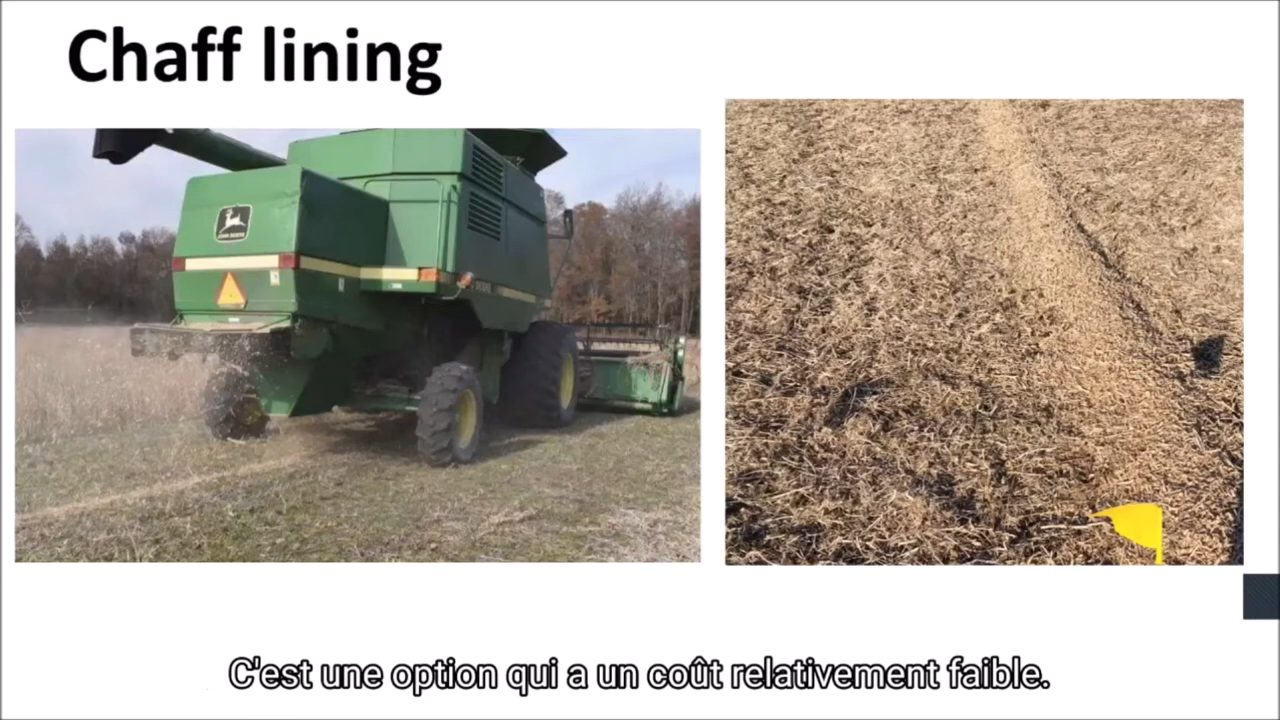 Chaff lining
JOHN DEERE
C'est une option qui a un coût relativement faible.